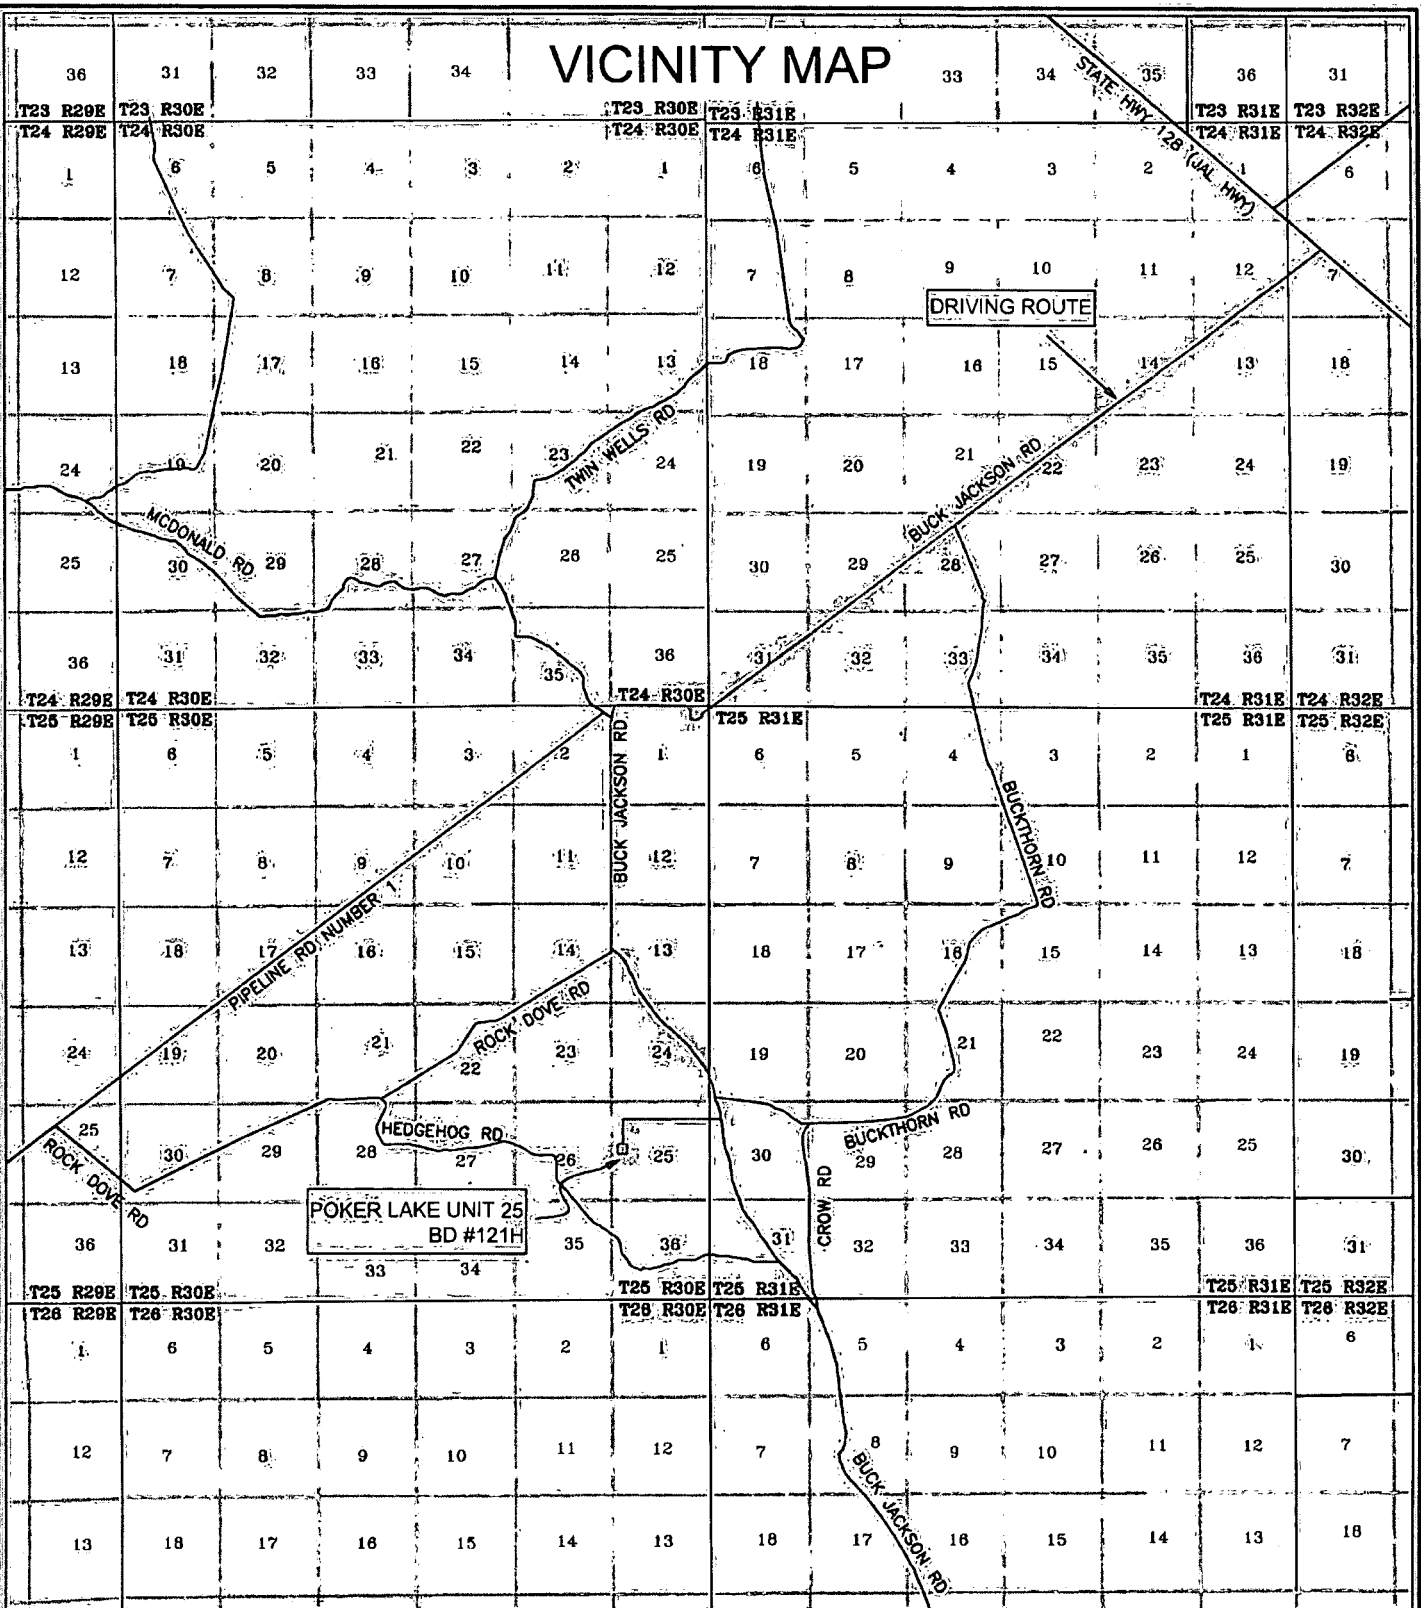 VICINITY MAP
36 31 32 33 34 33 34 35 36 31
STATE HWY 128 (JAL HWY)
T23 R29E T23 R30E T23 R30E T23 R31E T23 R31E T23 R32E
T24 R29E T24 R30E T24 R30E T24 R31E T24 R31E T24 R32E
1 6 5 4 3 2 1 6 5 4 3 2 1 6
12 7 8 9 10 11 12 7 8 9 10 11 12 7
DRIVING ROUTE
13 18 17 16 15 14 13 18 17 16 15 14 13 18
TWIN WELLS RD
24 19 20 21 22 23 24 19 20 21 22 23 24 19
BUCK JACKSON RD
MCDONALD RD
25 30 29 28 27 26 25 30 29 28 27 26 25 30
36 31 32 33 34 35 36 31 32 33 34 35 36 31
T24 R29E T24 R30E T24 R30E T24 R31E T24 R32E
T25 R29E T25 R30E T25 R31E T25 R31E T25 R32E
1 6 5 4 3 2 1 6 5 4 3 2 1 6
BUCK JACKSON RD
BUCKTHORN RD
12 7 8 9 10 11 12 7 8 9 10 11 12 7
PIPELINE RD NUMBER 1
13 18 17 16 15 14 13 18 17 16 15 14 13 18
ROCK DOVE RD
24 19 20 21 22 23 24 19 20 21 22 23 24 19
HEDGEHOG RD
BUCKTHORN RD
25 30 29 28 27 26 25 30 29 28 27 26 25 30
ROCK DOVE RD
CROW RD
POKER LAKE UNIT 25
BD #121H
36 31 32 33 34 35 36 31 32 33 34 35 36 31
T25 R29E T25 R30E T25 R30E T25 R31E T25 R31E T25 R32E
T26 R29E T26 R30E T26 R30E T26 R31E T26 R31E T26 R32E
1 6 5 4 3 2 1 6 5 4 3 2 1 6
12 7 8 9 10 11 12 7 8 9 10 11 12 7
BUCK JACKSON RD
13 18 17 16 15 14 13 18 17 16 15 14 13 18